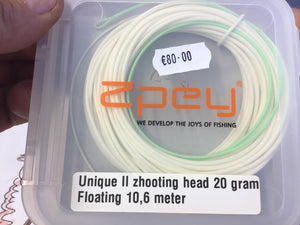 €80.00
Zpey
WE DEVELOP THE JOYS OF FISHING
Unique II zhooting head 20 gram
Floating 10,6 meter